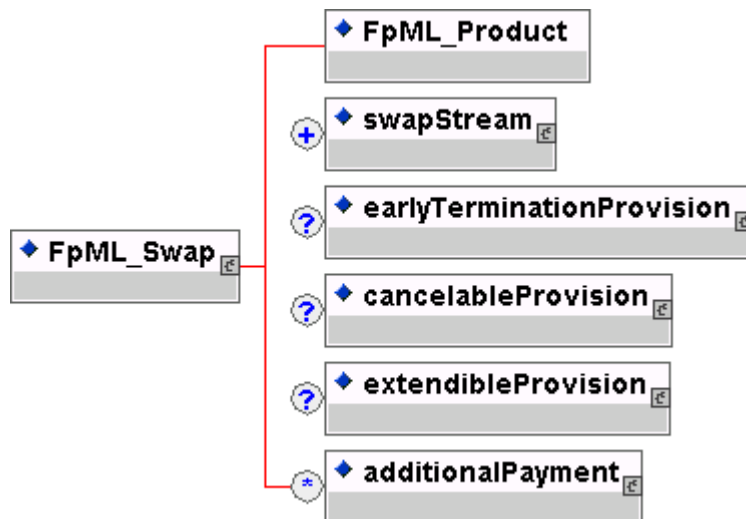 FpML_Product
+ swapStream
? earlyTerminationProvision
FpML_Swap
? cancelableProvision
? extendibleProvision
* additionalPayment